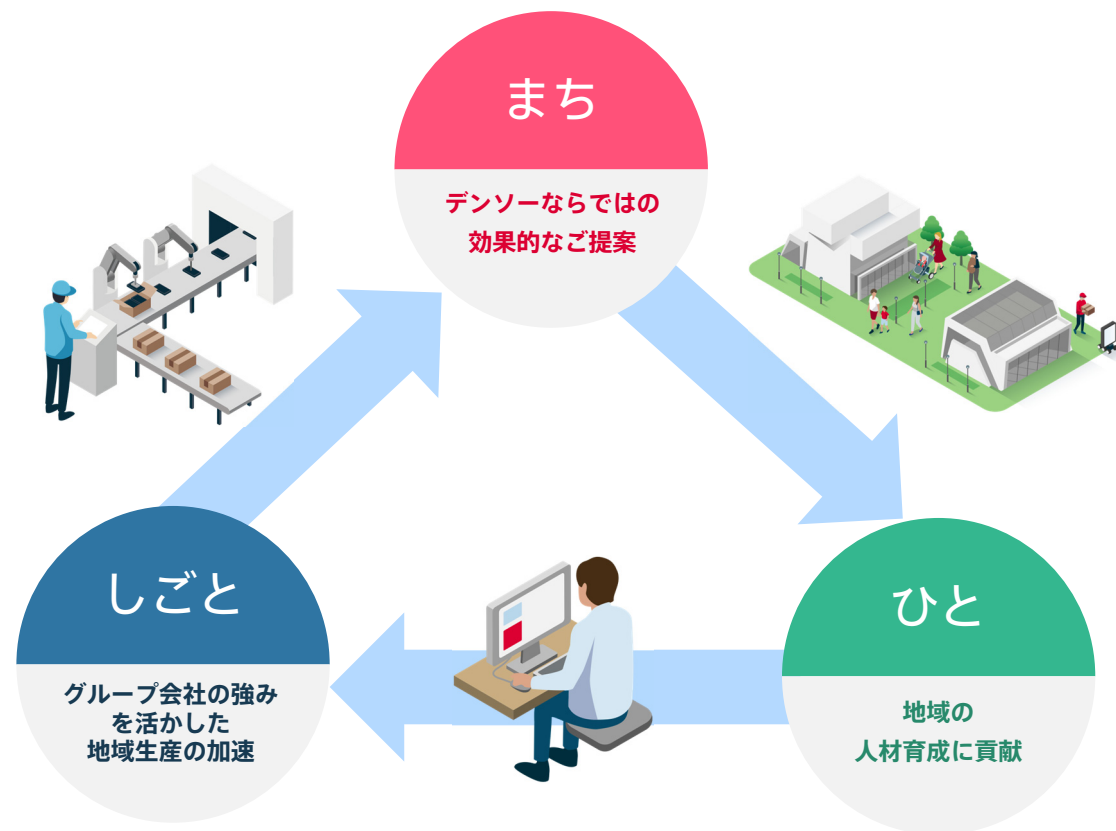 まち
デンソーならではの
効果的なご提案
しごと
グループ会社の強み
を活かした
地域生産の加速
ひと
地域の
人材育成に貢献